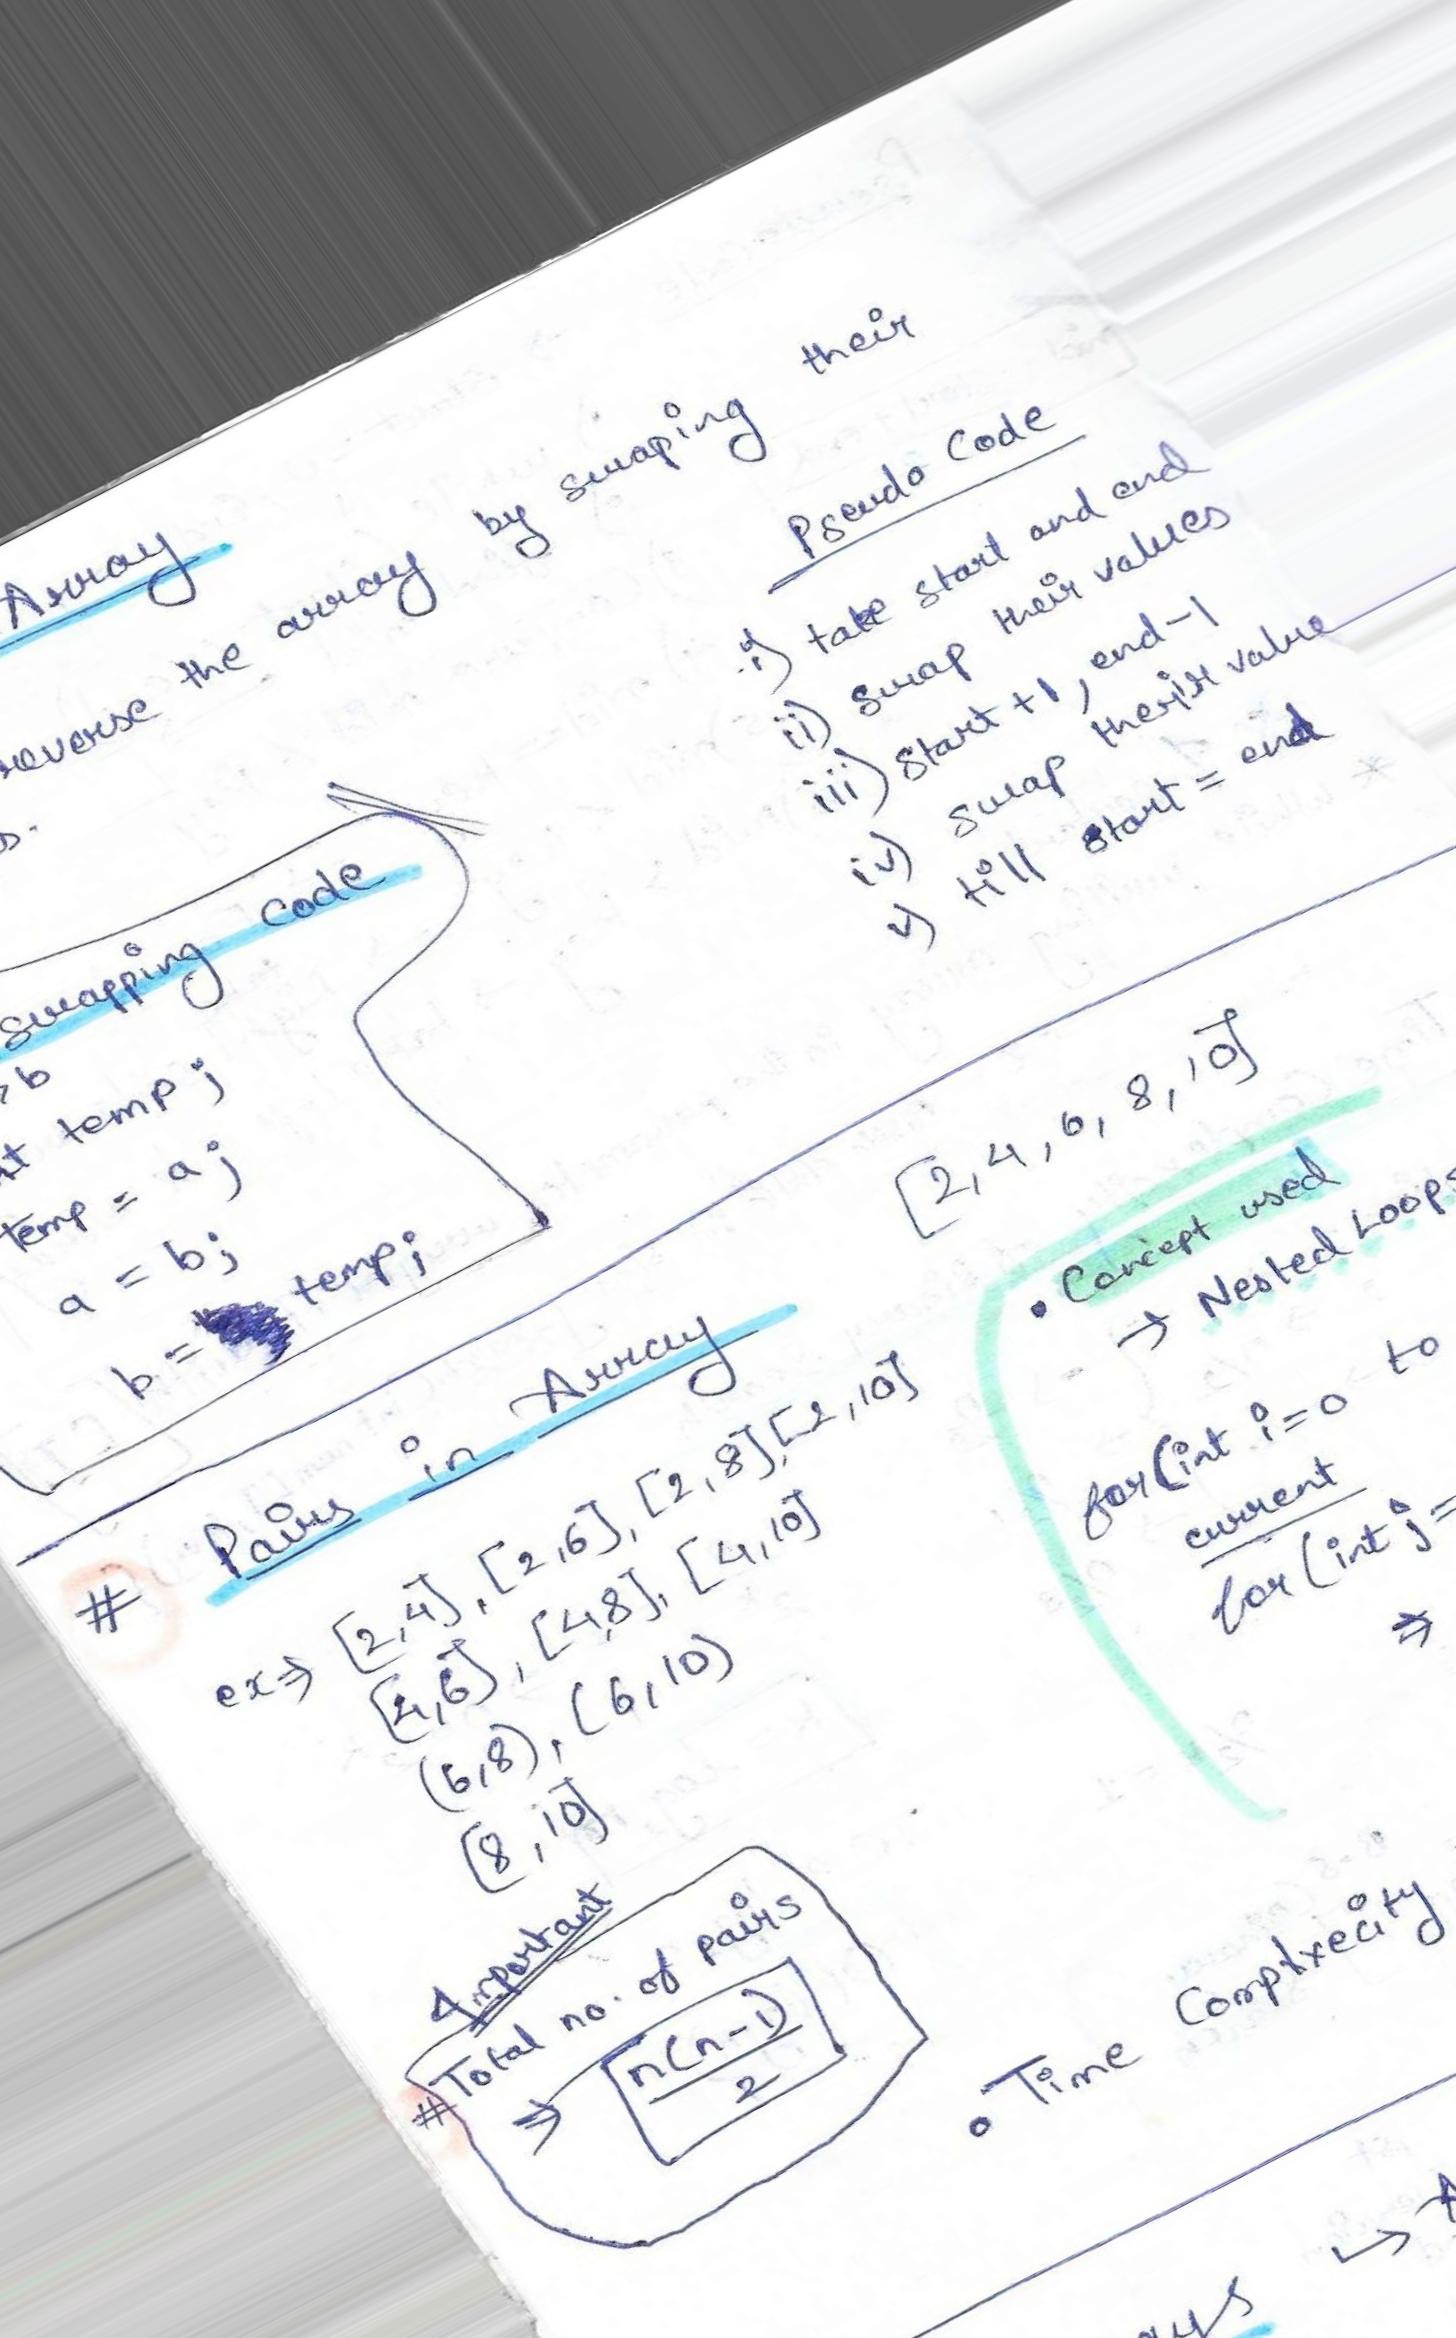 Array
reverse the array by swaping their
s.
Pseudo Code
i) take start and end
ii) swap their values
iii) start +1, end-1
iv) swap their value
v) till start = end
swapping code
,b
temp;
temp = a;
a = b;
b = temp;
# Pairs in Array
[2,4,6,8,10]
ex⇒ [2,4], [2,6], [2,8], [2,10]
[4,6], [4,8], [4,10]
(6,8), (6,10)
[8,10]
• Concept used
→ Nested Loops
for(int i=0 to
current
for(int j=
⇒
Important
# Total no. of pairs
⇒ n(n-1)/2
• Time Complxecity